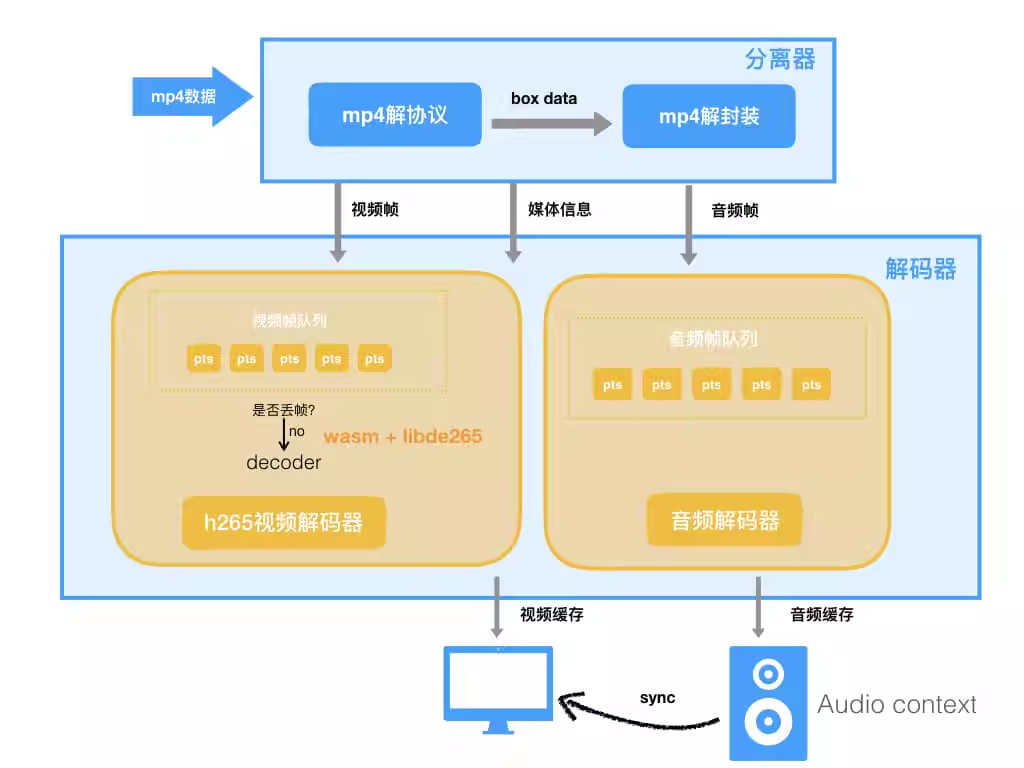 分离器
mp4数据
mp4解协议
box data
mp4解封装
视频帧
媒体信息
音频帧
解码器
视频帧队列
pts pts pts pts pts
是否丢帧?
no
wasm + libde265
decoder
h265视频解码器
音频帧队列
pts pts pts pts pts
音频解码器
视频缓存
音频缓存
sync
Audio context